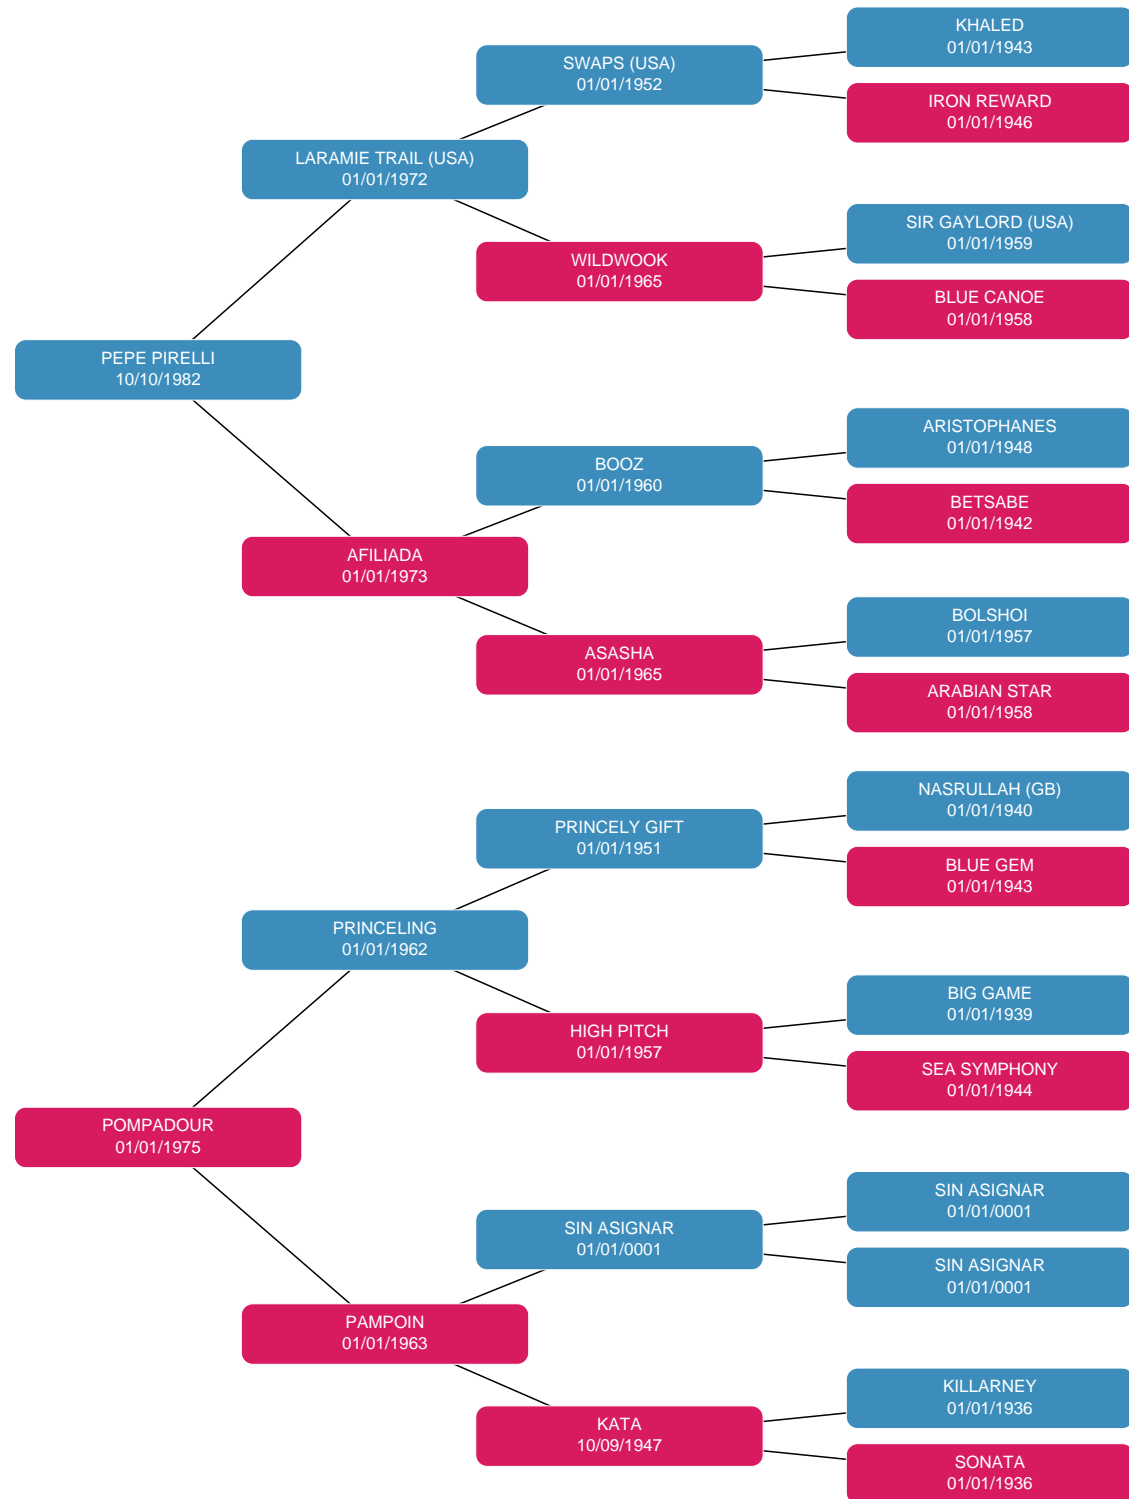 KHALED
01/01/1943
SWAPS (USA)
01/01/1952
IRON REWARD
01/01/1946
LARAMIE TRAIL (USA)
01/01/1972
SIR GAYLORD (USA)
01/01/1959
WILDWOOK
01/01/1965
BLUE CANOE
01/01/1958
PEPE PIRELLI
10/10/1982
ARISTOPHANES
01/01/1948
BOOZ
01/01/1960
BETSABE
01/01/1942
AFILIADA
01/01/1973
BOLSHOI
01/01/1957
ASASHA
01/01/1965
ARABIAN STAR
01/01/1958
NASRULLAH (GB)
01/01/1940
PRINCELY GIFT
01/01/1951
BLUE GEM
01/01/1943
PRINCELING
01/01/1962
BIG GAME
01/01/1939
HIGH PITCH
01/01/1957
SEA SYMPHONY
01/01/1944
POMPADOUR
01/01/1975
SIN ASIGNAR
01/01/0001
SIN ASIGNAR
01/01/0001
SIN ASIGNAR
01/01/0001
PAMPOIN
01/01/1963
KILLARNEY
01/01/1936
KATA
10/09/1947
SONATA
01/01/1936